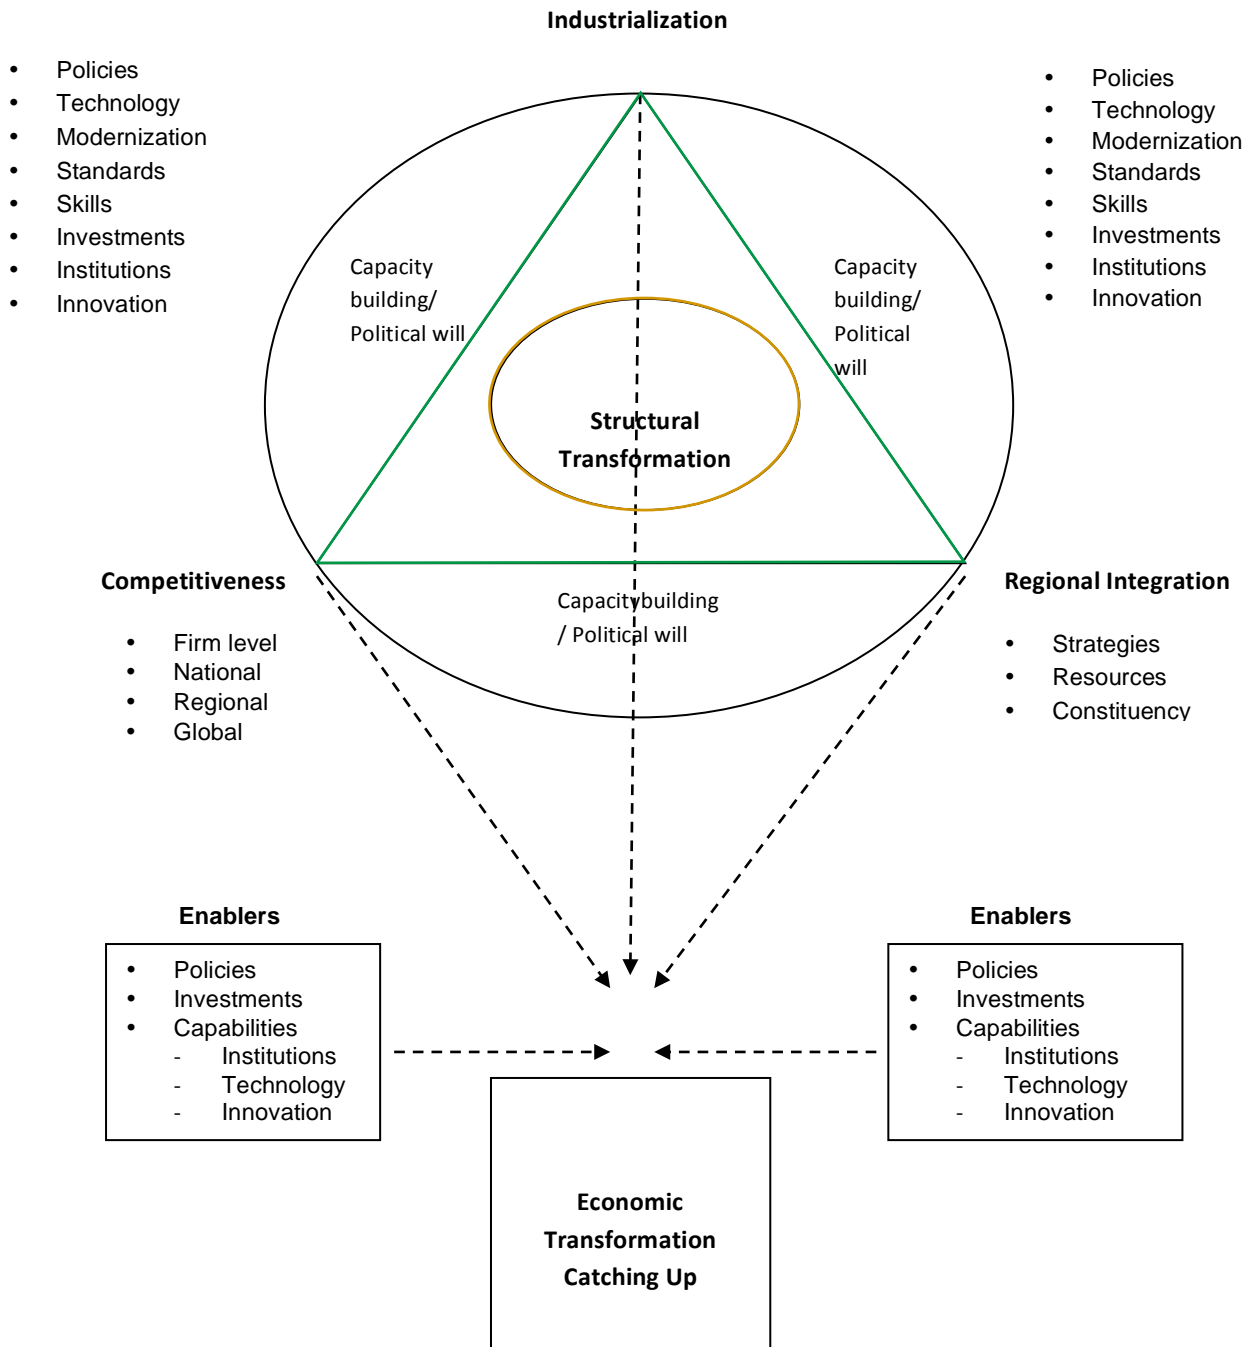 Industrialization
• Policies
• Technology
• Modernization
• Standards
• Skills
• Investments
• Institutions
• Innovation
• Policies
• Technology
• Modernization
• Standards
• Skills
• Investments
• Institutions
• Innovation
Capacity
building/
Political will
Capacity
building/
Political
will
Structural
Transformation
Competitiveness
• Firm level
• National
• Regional
• Global
Capacitybuilding
/ Political will
Regional Integration
• Strategies
• Resources
• Constituency
Enablers
• Policies
• Investments
• Capabilities
- Institutions
- Technology
- Innovation
Enablers
• Policies
• Investments
• Capabilities
- Institutions
- Technology
- Innovation
Economic
Transformation
Catching Up